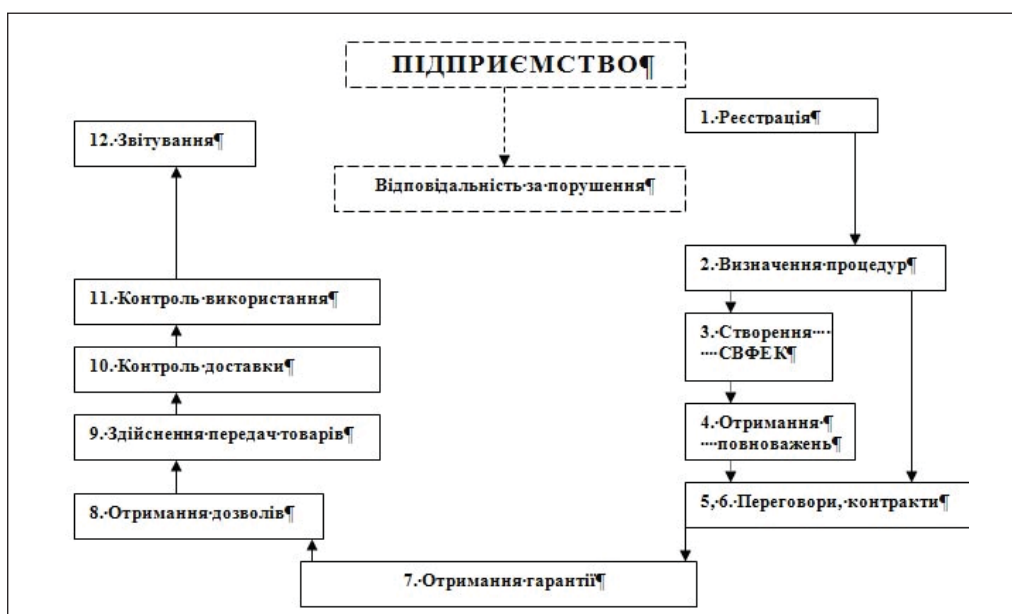 ПІДПРИЄМСТВО¶
1.·Реєстрація¶
12.·Звітування¶
Відповідальність·за·порушення¶
2.·Визначення·процедур¶
11.·Контроль·використання¶
3.·Створення····
····СВФЕК¶
10.·Контроль·доставки¶
4.·Отримання·¶
····повноважень¶
9.·Здійснення·передач·товарів¶
5,·6.·Переговори,·контракти¶
8.·Отримання·дозволів¶
7.·Отримання·гарантії¶